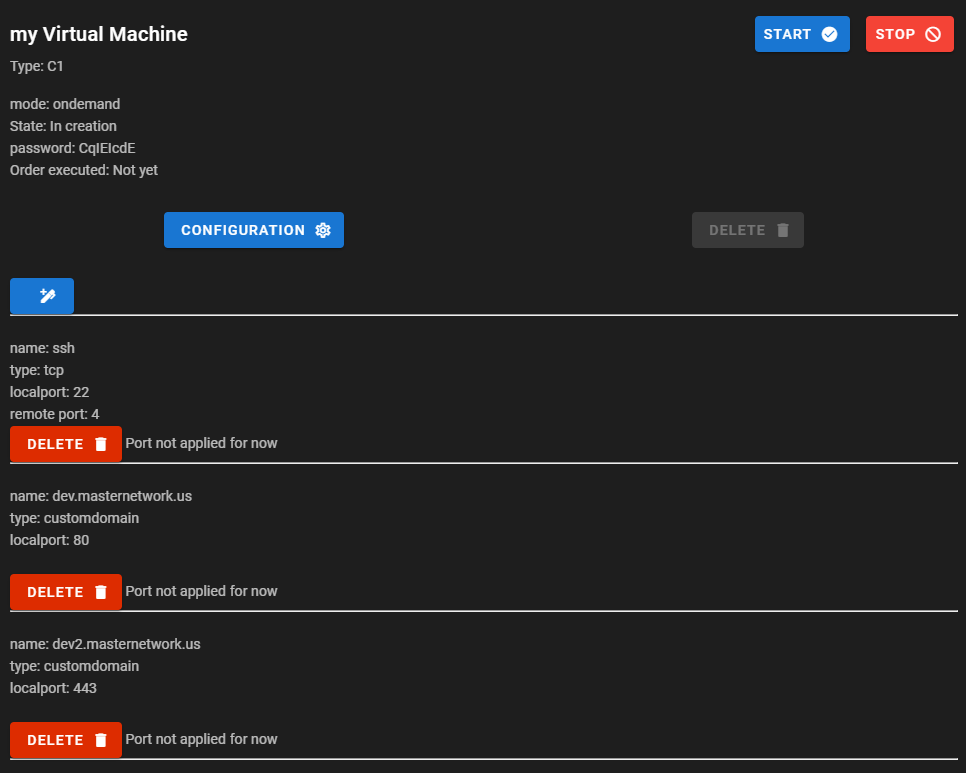 my Virtual Machine
START
STOP
Type: C1
mode: ondemand
State: In creation
password: CqIEIcdE
Order executed: Not yet
CONFIGURATION
DELETE
name: ssh
type: tcp
localport: 22
remote port: 4
DELETE Port not applied for now
name: dev.masternetwork.us
type: customdomain
localport: 80
DELETE Port not applied for now
name: dev2.masternetwork.us
type: customdomain
localport: 443
DELETE Port not applied for now